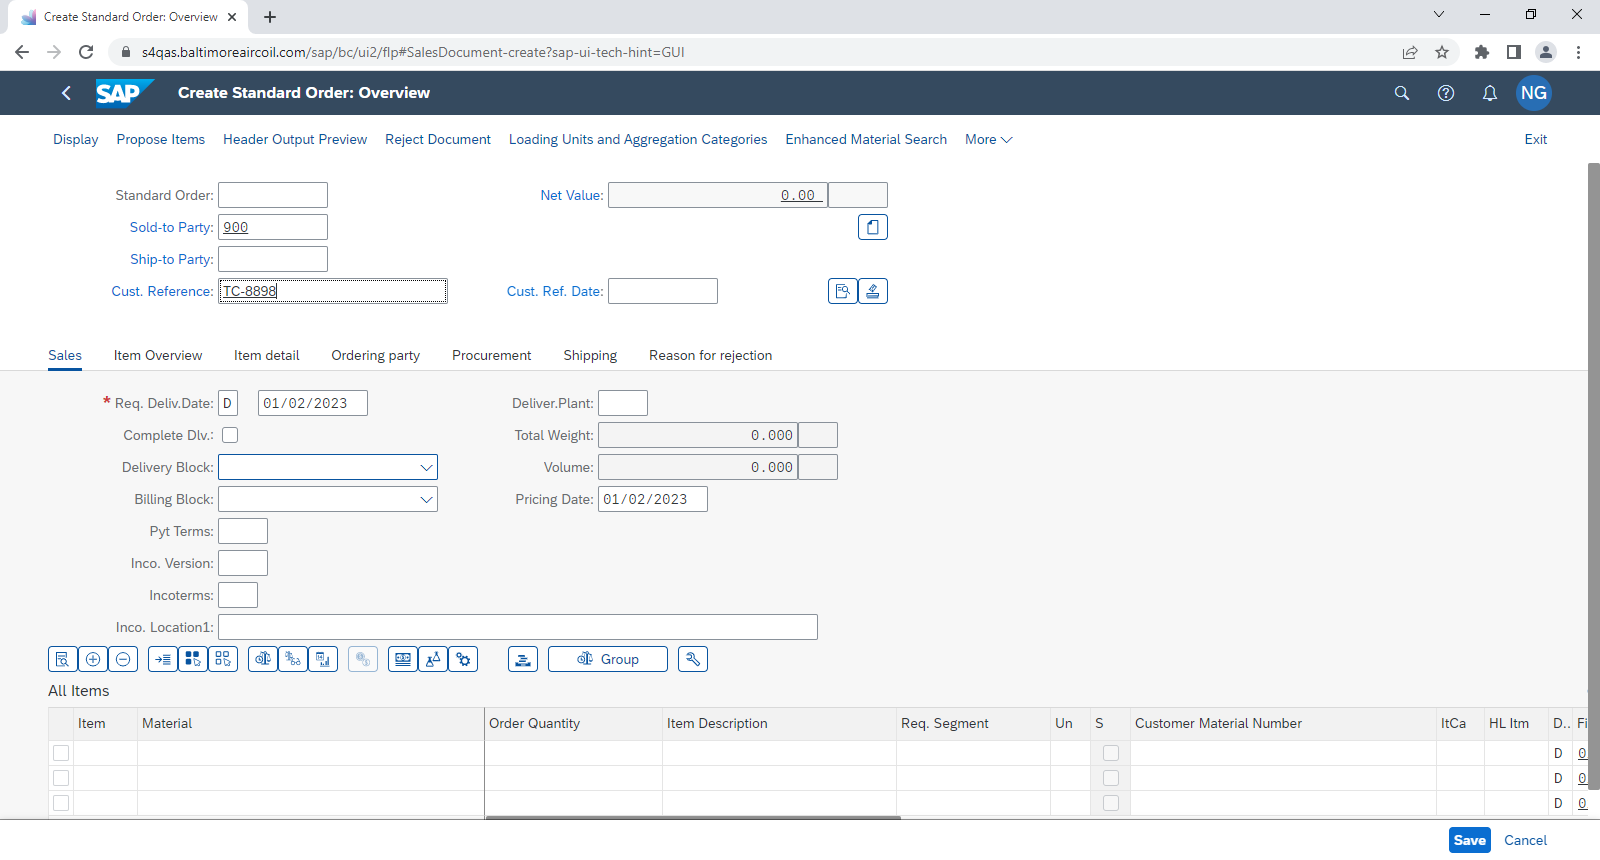 Create Standard Order: Overview
s4qas.baltimoreaircoil.com/sap/bc/ui2/flp#SalesDocument-create?sap-ui-tech-hint=GUI
SAP Create Standard Order: Overview NG
Display Propose Items Header Output Preview Reject Document Loading Units and Aggregation Categories Enhanced Material Search More Exit
Standard Order: Net Value: 0.00
Sold-to Party: 900
Ship-to Party:
Cust. Reference: TC-8898 Cust. Ref. Date:
Sales Item Overview Item detail Ordering party Procurement Shipping Reason for rejection
* Req. Deliv.Date: D 01/02/2023 Deliver.Plant:
Complete Dlv.: Total Weight: 0.000
Delivery Block: Volume: 0.000
Billing Block: Pricing Date: 01/02/2023
Pyt Terms:
Inco. Version:
Incoterms:
Inco. Location1:
Group
All Items
Item Material Order Quantity Item Description Req. Segment Un S Customer Material Number ItCa HL Itm D.. Fi
D 0
D 0
D 0
Save Cancel